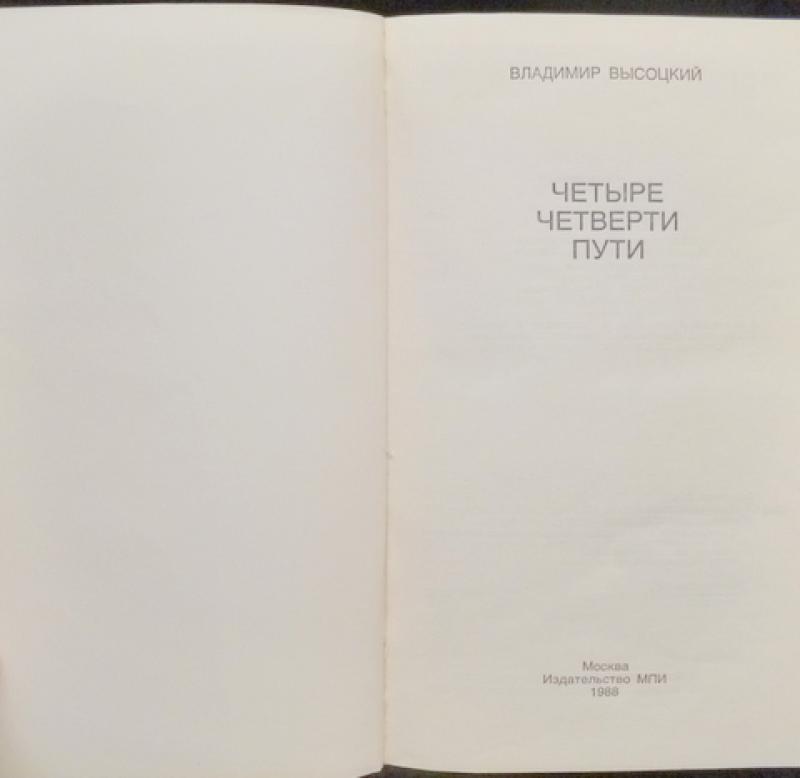 ВЛАДИМИР ВЫСОЦКИЙ
ЧЕТЫРЕ
ЧЕТВЕРТИ
ПУТИ
Москва
Издательство МПИ
1988